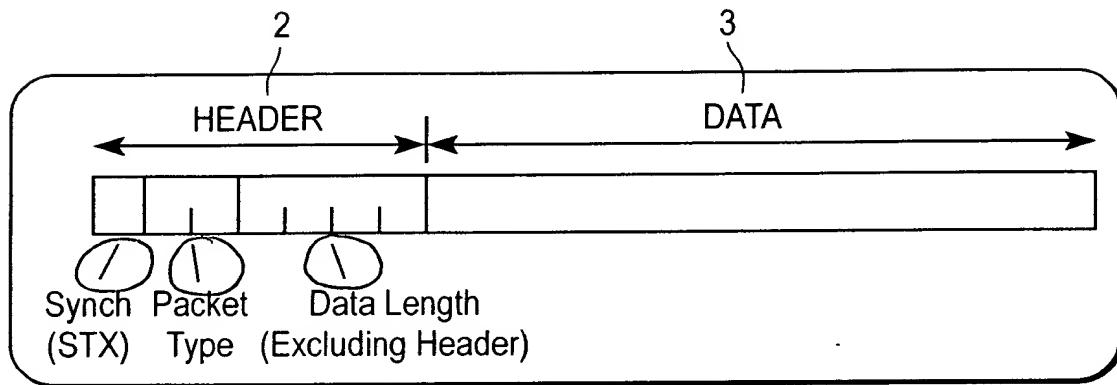 2 3
HEADER DATA
Synch Packet Data Length
(STX) Type (Excluding Header)